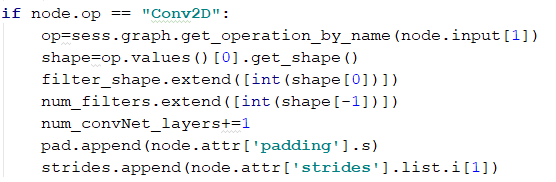 if node.op == "Conv2D":
op=sess.graph.get_operation_by_name(node.input[1])
shape=op.values()[0].get_shape()
filter_shape.extend([int(shape[0])])
num_filters.extend([int(shape[-1])])
num_convNet_layers+=1
pad.append(node.attr['padding'].s)
strides.append(node.attr['strides'].list.i[1])